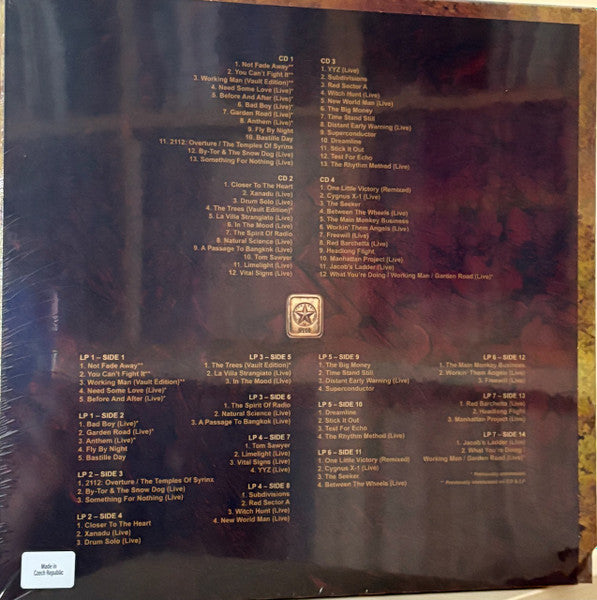 CD 1
1. Not Fade Away**
2. You Can't Fight It**
3. Working Man (Vault Edition)**
4. Need Some Love (Live)*
5. Before And After (Live)*
6. Bad Boy (Live)*
7. Garden Road (Live)*
8. Anthem (Live)*
9. Fly By Night
10. Bastille Day
11. 2112: Overture / The Temples Of Syrinx
12. By-Tor & The Snow Dog (Live)
13. Something For Nothing (Live)
CD 2
1. Closer To The Heart
2. Xanadu (Live)
3. Drum Solo (Live)
4. The Trees (Vault Edition)*
5. La Villa Strangiato (Live)
6. In The Mood (Live)
7. The Spirit Of Radio
8. Natural Science (Live)
9. A Passage To Bangkok (Live)
10. Tom Sawyer
11. Limelight (Live)
12. Vital Signs (Live)
CD 3
1. YYZ (Live)
2. Subdivisions
3. Red Sector A
4. Witch Hunt (Live)
5. New World Man (Live)
6. The Big Money
7. Time Stand Still
8. Distant Early Warning (Live)
9. Superconductor
10. Dreamline
11. Stick It Out
12. Test For Echo
13. The Rhythm Method (Live)
CD 4
1. One Little Victory (Remixed)
2. Cygnus X-1 (Live)
3. The Seeker
4. Between The Wheels (Live)
5. The Main Monkey Business
6. Workin' Them Angels (Live)
7. Freewill (Live)
8. Red Barchetta (Live)
9. Headlong Flight
10. Manhattan Project (Live)
11. Jacob's Ladder (Live)
12. What You're Doing / Working Man / Garden Road (Live)*
LP 1 – SIDE 1
1. Not Fade Away**
2. You Can't Fight It**
3. Working Man (Vault Edition)**
4. Need Some Love (Live)*
5. Before And After (Live)*
LP 1 – SIDE 2
1. Bad Boy (Live)*
2. Garden Road (Live)*
3. Anthem (Live)*
4. Fly By Night
5. Bastille Day
LP 2 – SIDE 3
1. 2112: Overture / The Temples Of Syrinx
2. By-Tor & The Snow Dog (Live)
3. Something For Nothing (Live)
LP 2 – SIDE 4
1. Closer To The Heart
2. Xanadu (Live)
3. Drum Solo (Live)
LP 3 – SIDE 5
1. The Trees (Vault Edition)*
2. La Villa Strangiato (Live)
3. In The Mood (Live)
LP 3 – SIDE 6
1. The Spirit Of Radio
2. Natural Science (Live)
3. A Passage To Bangkok (Live)
LP 4 – SIDE 7
1. Tom Sawyer
2. Limelight (Live)
3. Vital Signs (Live)
4. YYZ (Live)
LP 4 – SIDE 8
1. Subdivisions
2. Red Sector A
3. Witch Hunt (Live)
4. New World Man (Live)
LP 5 – SIDE 9
1. The Big Money
2. Time Stand Still
3. Distant Early Warning (Live)
4. Superconductor
LP 5 – SIDE 10
1. Dreamline
2. Stick It Out
3. Test For Echo
4. The Rhythm Method (Live)
LP 6 – SIDE 11
1. One Little Victory (Remixed)
2. Cygnus X-1 (Live)
3. The Seeker
4. Between The Wheels (Live)
LP 6 – SIDE 12
1. The Main Monkey Business
2. Workin' Them Angels (Live)
3. Freewill (Live)
LP 7 – SIDE 13
1. Red Barchetta (Live)
2. Headlong Flight
3. Manhattan Project (Live)
LP 7 – SIDE 14
1. Jacob's Ladder (Live)
2. What You're Doing /
Working Man / Garden Road (Live)*
** Previously unreleased on CD & LP
Made in
Czech Republic